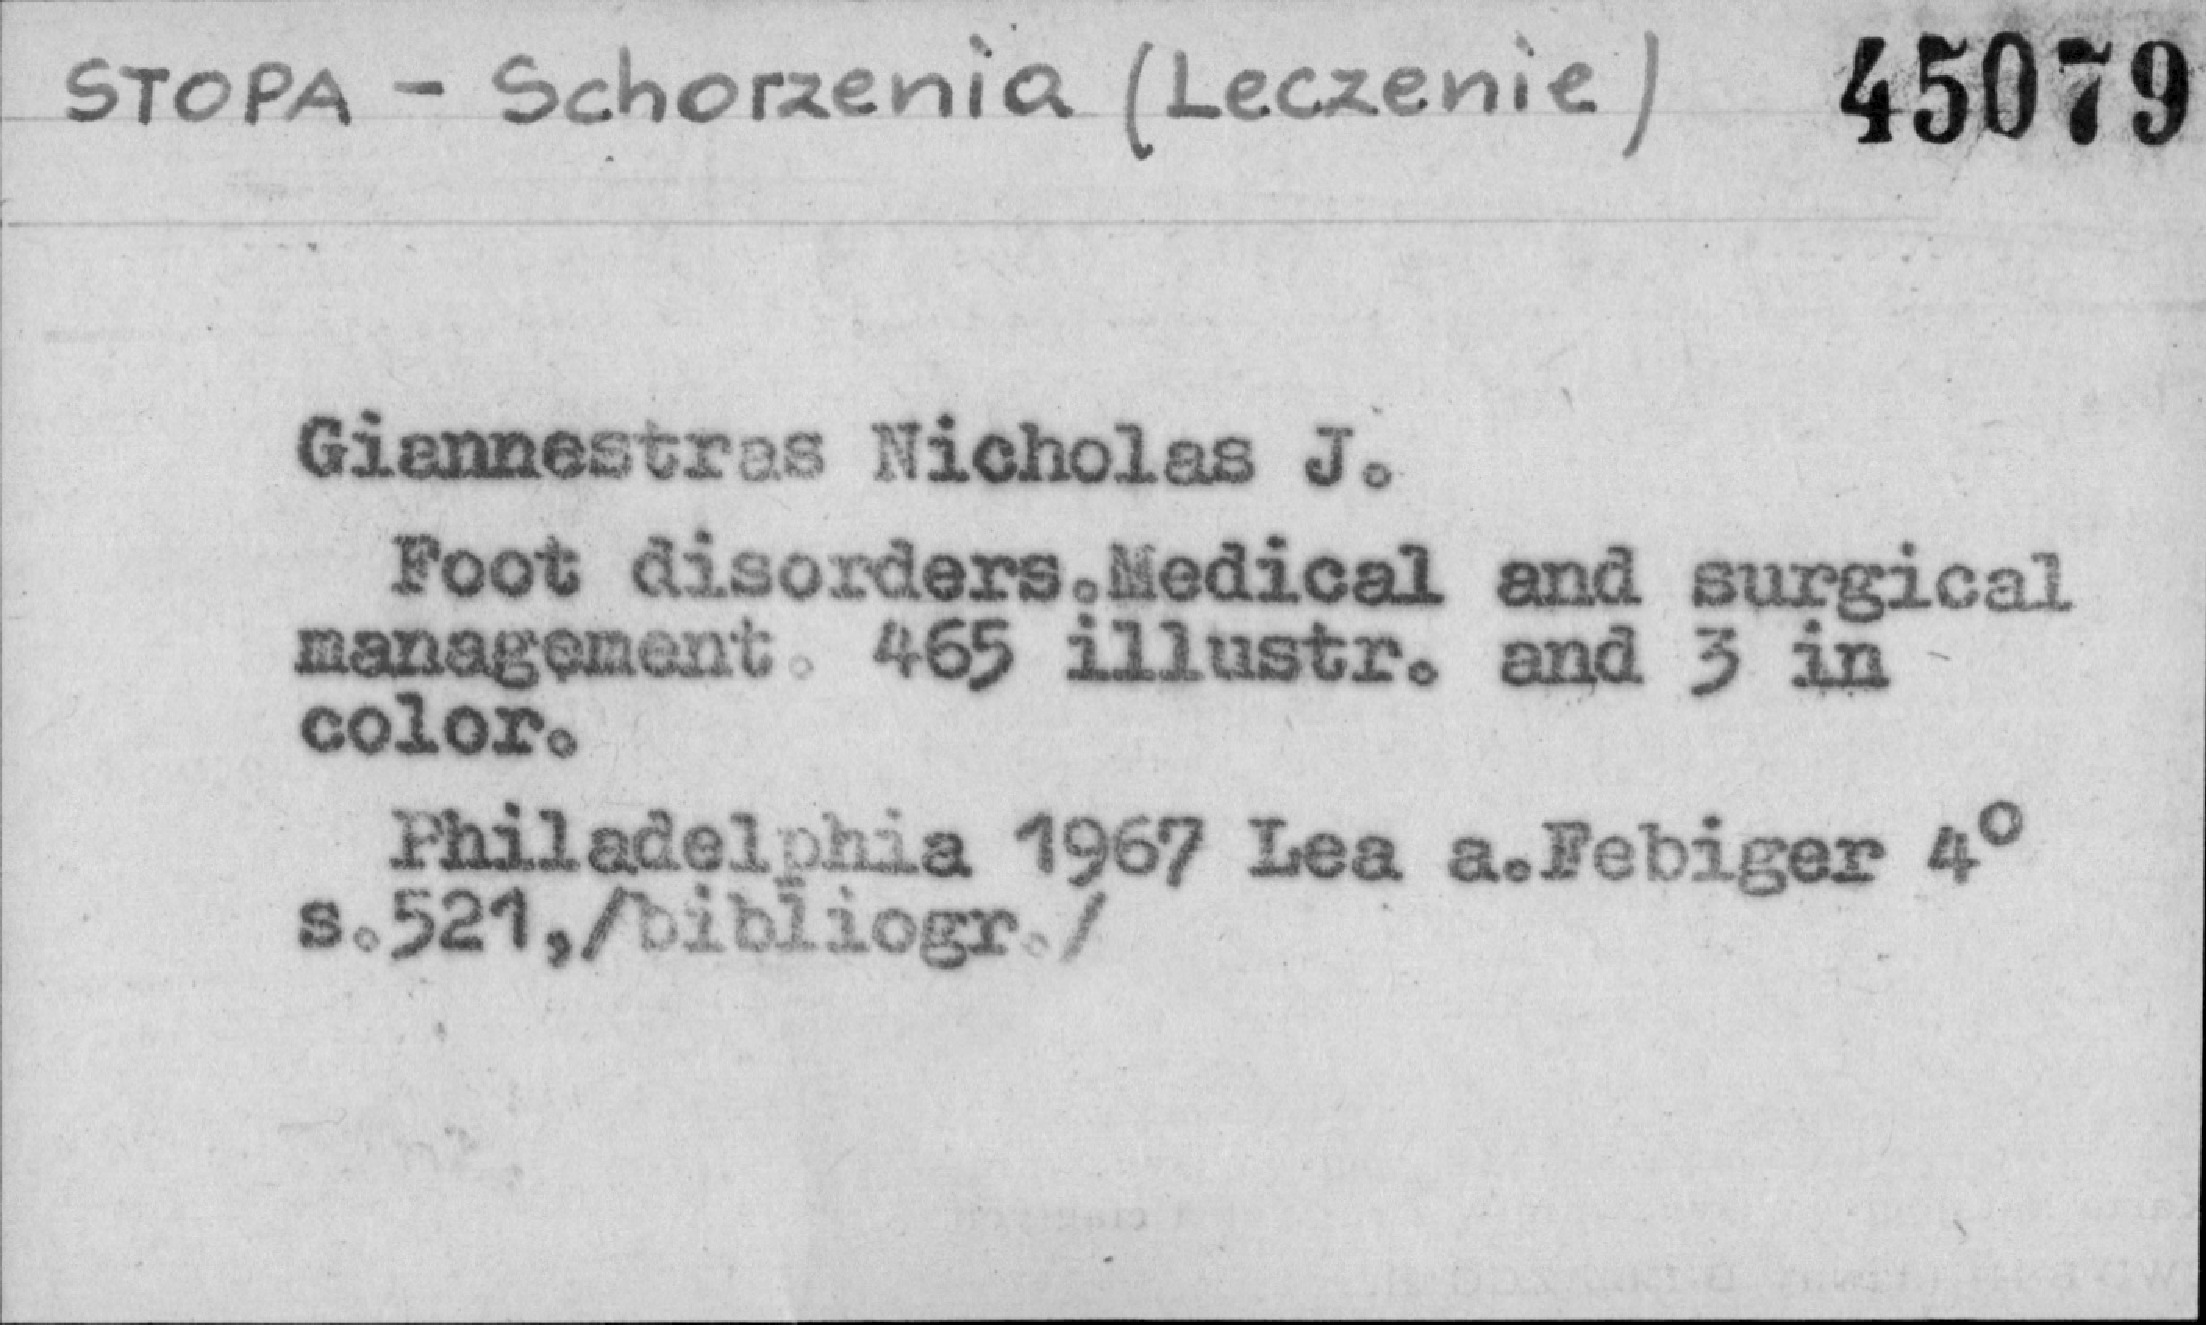 STOPA - Schorzenia (Leczenie) 45079
Giannestras Nicholas J.
Foot disorders.Medical and surgical
management. 465 illustr. and 3 in
color.
Philadelphia 1967 Lea a.Febiger 4°
s.521,/bibliogr./